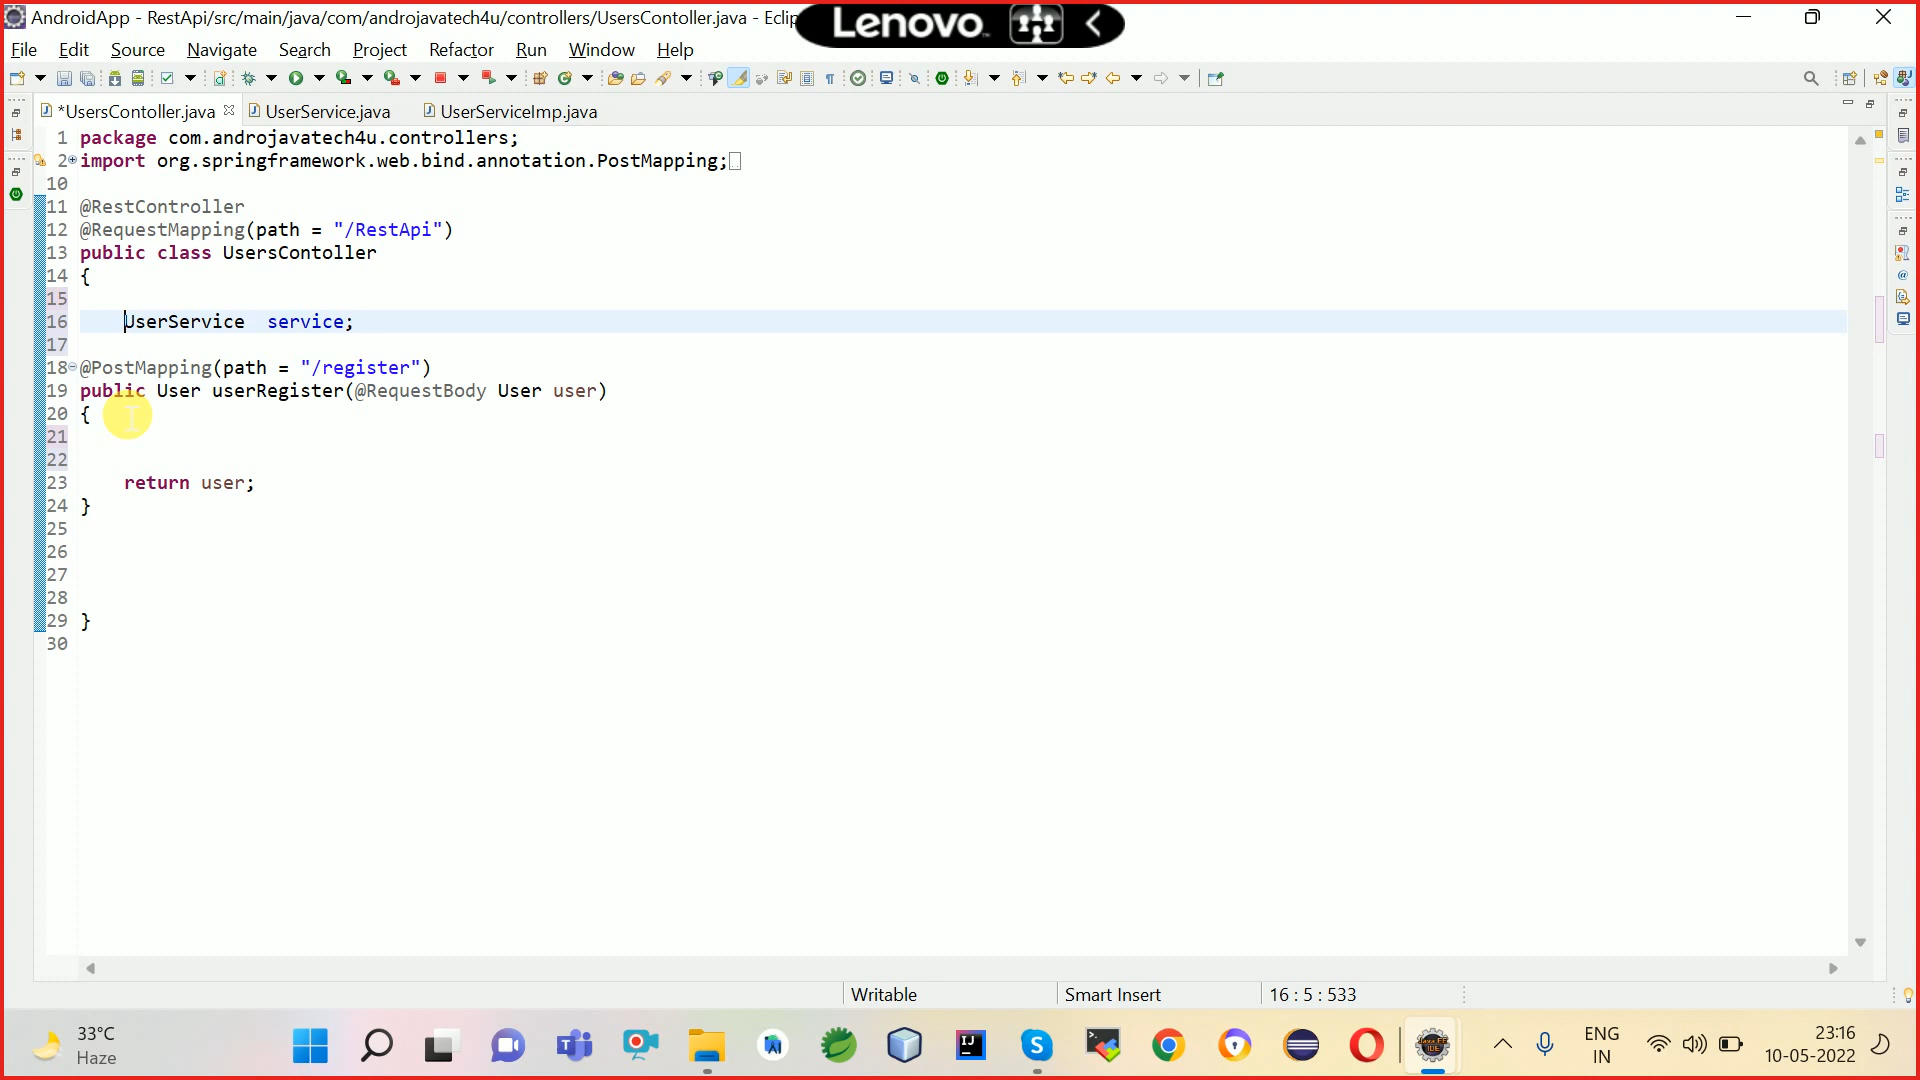 AndroidApp - RestApi/src/main/java/com/androjavatech4u/controllers/UsersContoller.java - Eclip
Lenovo
File Edit Source Navigate Search Project Refactor Run Window Help
*UsersContoller.java UserService.java UserServiceImp.java
1 package com.androjavatech4u.controllers;
2 import org.springframework.web.bind.annotation.PostMapping;
10
11 @RestController
12 @RequestMapping(path = "/RestApi")
13 public class UsersContoller
14 {
15
16 UserService service;
17
18 @PostMapping(path = "/register")
19 public User userRegister(@RequestBody User user)
20 {
21
22
23 return user;
24 }
25
26
27
28
29 }
30
Writable Smart Insert 16 : 5 : 533
33°C
Haze
ENG
IN
23:16
10-05-2022